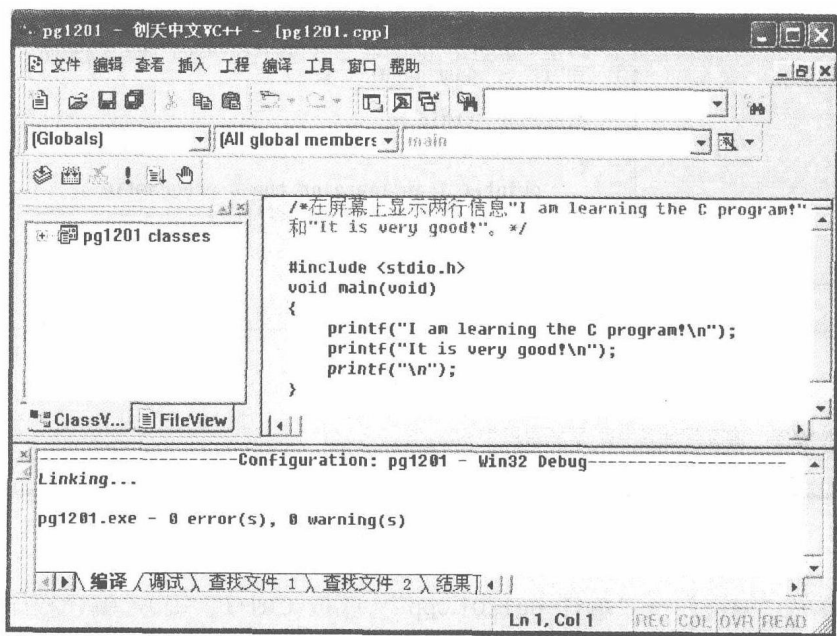 pg1201 - 创天中文VC++ - [pg1201.cpp]
文件 编辑 查看 插入 工程 编译 工具 窗口 帮助
(Globals) (All global members main
pg1201 classes
/*在屏幕上显示两行信息"I am learning the C program!"
和"It is very good!"。*/
#include <stdio.h>
void main(void)
{
printf("I am learning the C program!\n");
printf("It is very good!\n");
printf("\n");
}
ClassV... FileView
--------------------Configuration: pg1201 - Win32 Debug--------------------
Linking...
pg1201.exe - 0 error(s), 0 warning(s)
编译 调试 查找文件 1 查找文件 2 结果
Ln 1, Col 1 REC COL OVR READ